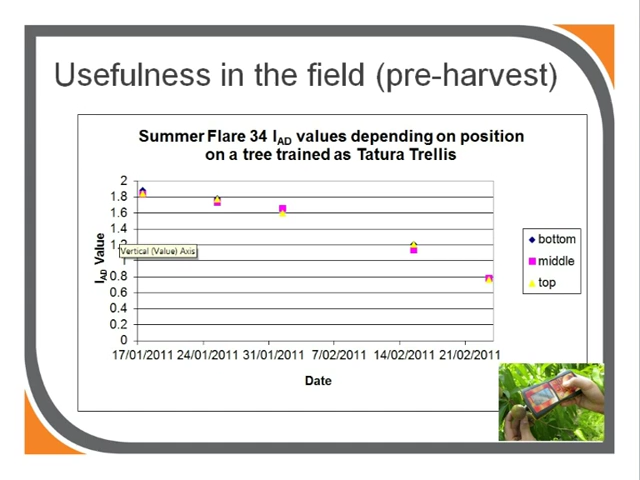 Usefulness in the field (pre-harvest)
Summer Flare 34 IAD values depending on position
on a tree trained as Tatura Trellis
2
1.8
1.6
1.4
1.2
1
0.8
0.6
0.4
0.2
0
IAD Value
Vertical (Value) Axis
17/01/2011 24/01/2011 31/01/2011 7/02/2011 14/02/2011 21/02/2011
Date
bottom
middle
top